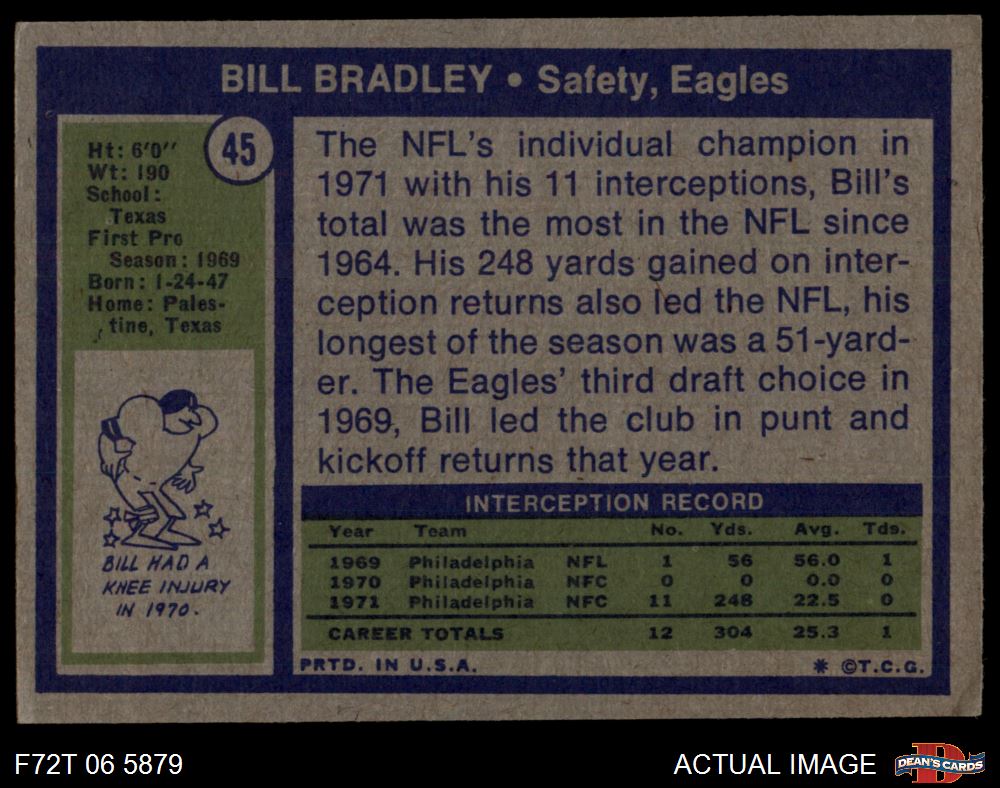 BILL BRADLEY • Safety, Eagles
45
Ht: 6'0"
Wt: 190
School:
Texas
First Pro
Season: 1969
Born: 1-24-47
Home: Pales-
tine, Texas
BILL HAD A
KNEE INJURY
IN 1970.
The NFL's individual champion in
1971 with his 11 interceptions, Bill's
total was the most in the NFL since
1964. His 248 yards gained on inter-
ception returns also led the NFL, his
longest of the season was a 51-yard-
er. The Eagles' third draft choice in
1969, Bill led the club in punt and
kickoff returns that year.
INTERCEPTION RECORD
Year Team No. Yds. Avg. Tds.
1969 Philadelphia NFL 1 56 56.0 1
1970 Philadelphia NFC 0 0 0.0 0
1971 Philadelphia NFC 11 248 22.5 0
CAREER TOTALS 12 304 25.3 1
PRTD. IN U.S.A. * ©T.C.G.
F72T 06 5879
ACTUAL IMAGE
DEAN'S CARDS